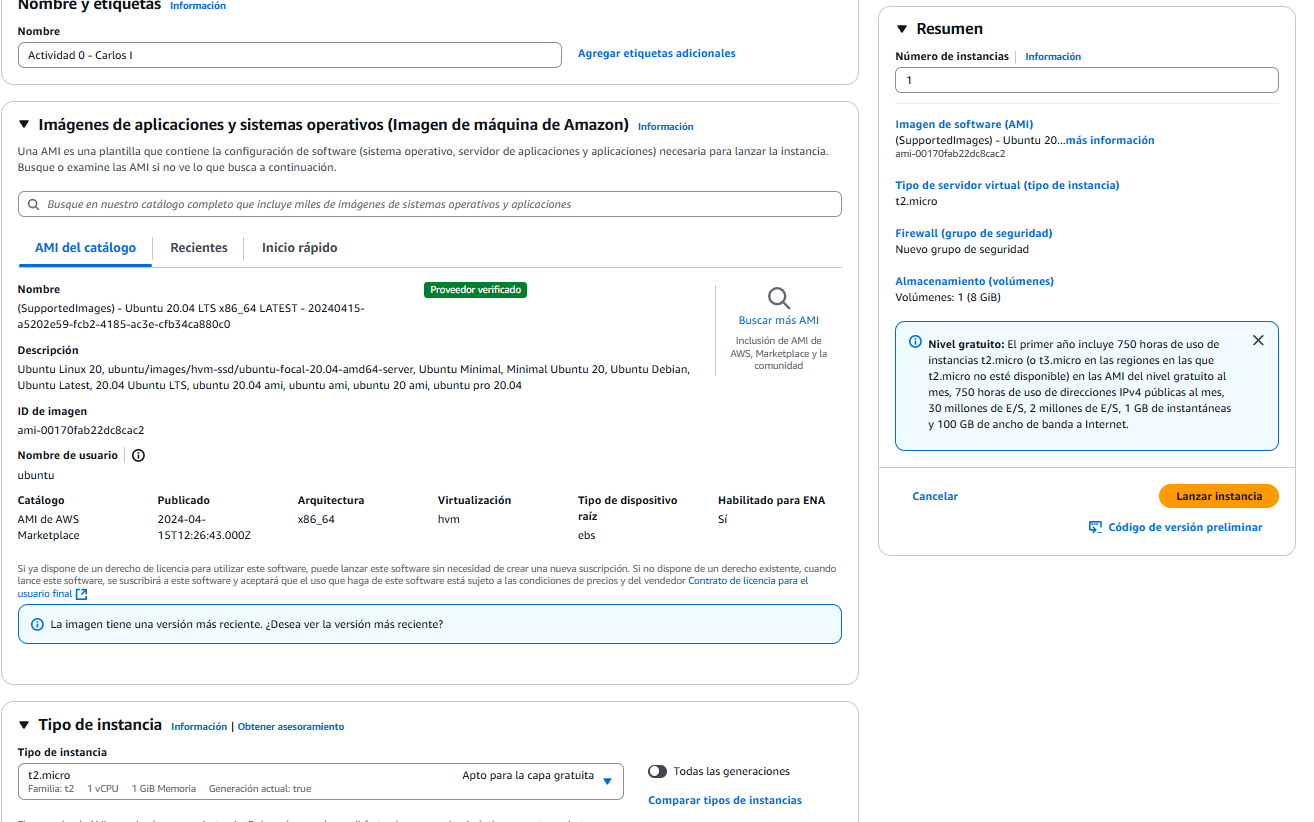 Nombre y etiquetas Información
Nombre
Actividad 0 - Carlos I
Agregar etiquetas adicionales
Imágenes de aplicaciones y sistemas operativos (Imagen de máquina de Amazon) Información
Una AMI es una plantilla que contiene la configuración de software (sistema operativo, servidor de aplicaciones y aplicaciones) necesaria para lanzar la instancia.
Busque o examine las AMI si no ve lo que busca a continuación.
Busque en nuestro catálogo completo que incluye miles de imágenes de sistemas operativos y aplicaciones
AMI del catálogo
Recientes
Inicio rápido
Nombre
(SupportedImages) - Ubuntu 20.04 LTS x86_64 LATEST - 20240415-
a5202e59-fcb2-4185-ac3e-cfb34ca880c0
Proveedor verificado
Buscar más AMI
Inclusión de AMI de
AWS, Marketplace y la
comunidad
Descripción
Ubuntu Linux 20, ubuntu/images/hvm-ssd/ubuntu-focal-20.04-amd64-server, Ubuntu Minimal, Minimal Ubuntu 20, Ubuntu Debian,
Ubuntu Latest, 20.04 Ubuntu LTS, ubuntu 20.04 ami, ubuntu ami, ubuntu 20 ami, ubuntu pro 20.04
ID de imagen
ami-00170fab22dc8cac2
Nombre de usuario
ubuntu
Catálogo
AMI de AWS
Marketplace
Publicado
2024-04-
15T12:26:43.000Z
Arquitectura
x86_64
Virtualización
hvm
Tipo de dispositivo
raíz
ebs
Habilitado para ENA
Sí
Si ya dispone de un derecho de licencia para utilizar este software, puede lanzar este software sin necesidad de crear una nueva suscripción. Si no dispone de un derecho existente, cuando
lance este software, se suscribirá a este software y aceptará que el uso que haga de este software está sujeto a las condiciones de precios y del vendedor Contrato de licencia para el
usuario final
La imagen tiene una versión más reciente. ¿Desea ver la versión más reciente?
Tipo de instancia Información | Obtener asesoramiento
Tipo de instancia
t2.micro
Familia: t2 1 vCPU 1 GiB Memoria Generación actual: true
Apto para la capa gratuita
Todas las generaciones
Comparar tipos de instancias
Resumen
Número de instancias Información
1
Imagen de software (AMI)
(SupportedImages) - Ubuntu 20...más información
ami-00170fab22dc8cac2
Tipo de servidor virtual (tipo de instancia)
t2.micro
Firewall (grupo de seguridad)
Nuevo grupo de seguridad
Almacenamiento (volúmenes)
Volúmenes: 1 (8 GiB)
Nivel gratuito: El primer año incluye 750 horas de uso de
instancias t2.micro (o t3.micro en las regiones en las que
t2.micro no esté disponible) en las AMI del nivel gratuito al
mes, 750 horas de uso de direcciones IPv4 públicas al mes,
30 millones de E/S, 2 millones de E/S, 1 GB de instantáneas
y 100 GB de ancho de banda a Internet.
Cancelar
Lanzar instancia
Código de versión preliminar